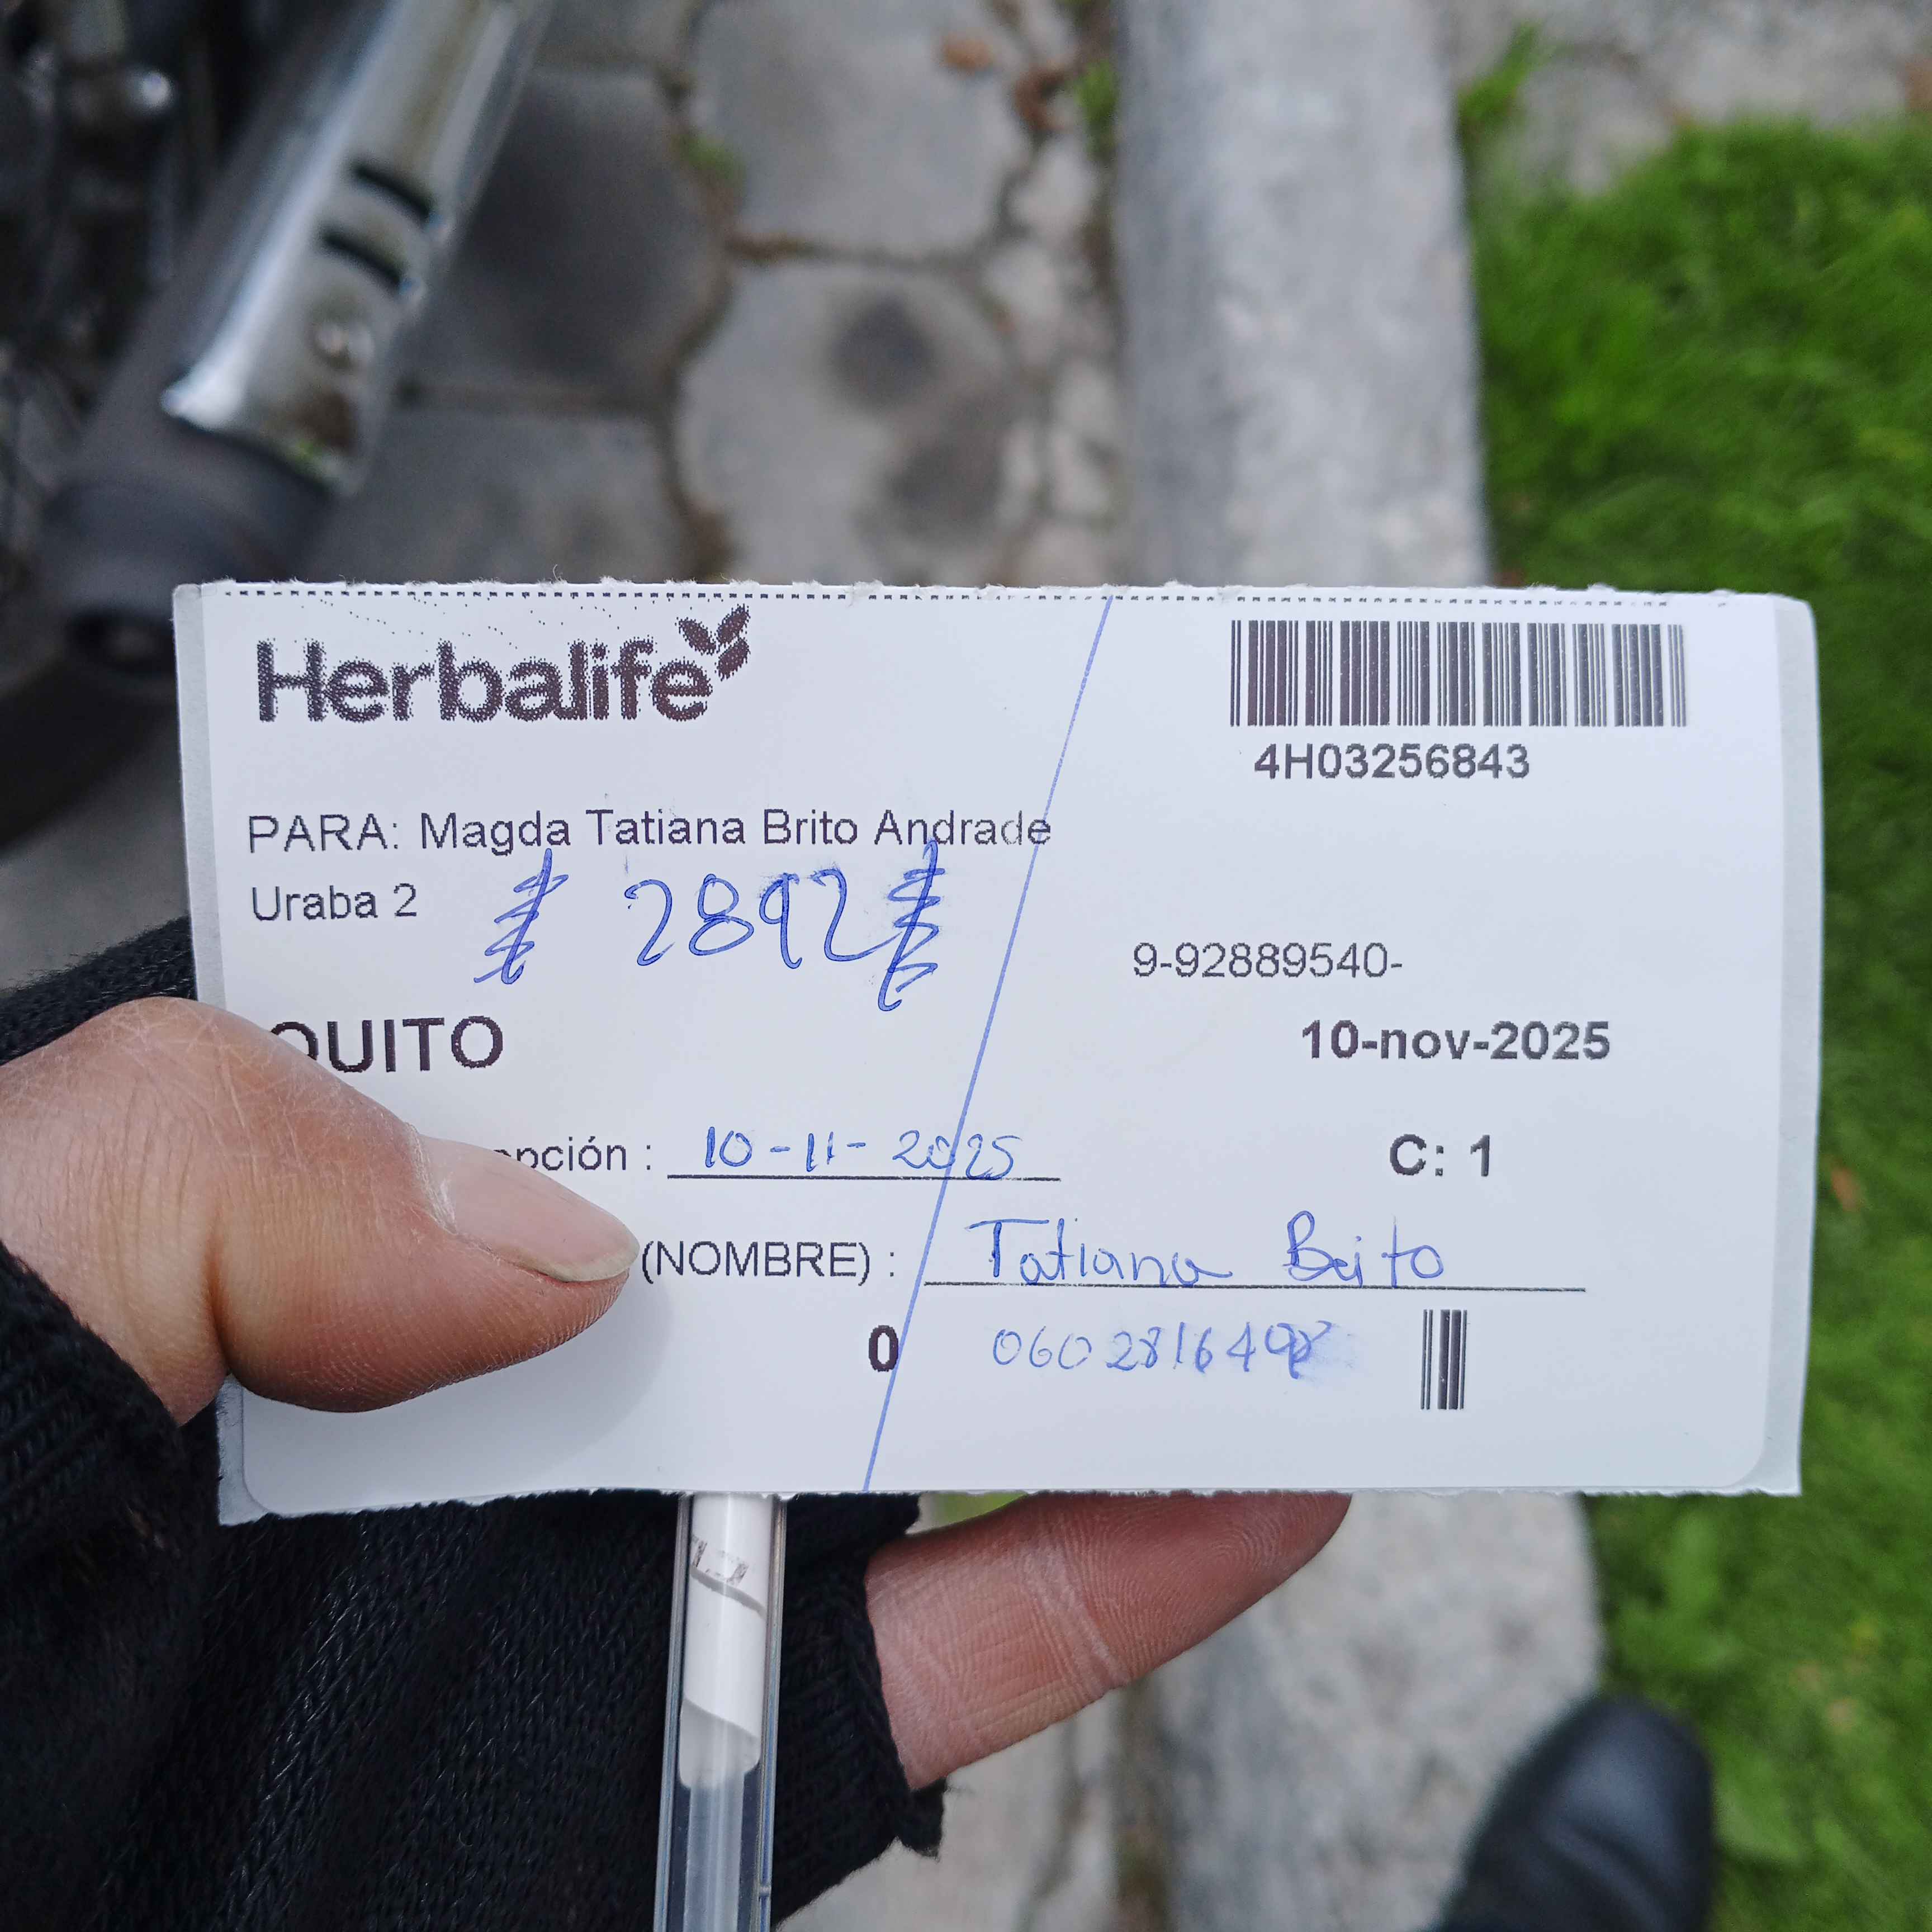 Herbalife
4H03256843
PARA: Magda Tatiana Brito Andrade
Uraba 2
2892
9-92889540-
QUITO
10-nov-2025
pción : 10-11-2025
C: 1
(NOMBRE) : Tatiana Brito
0